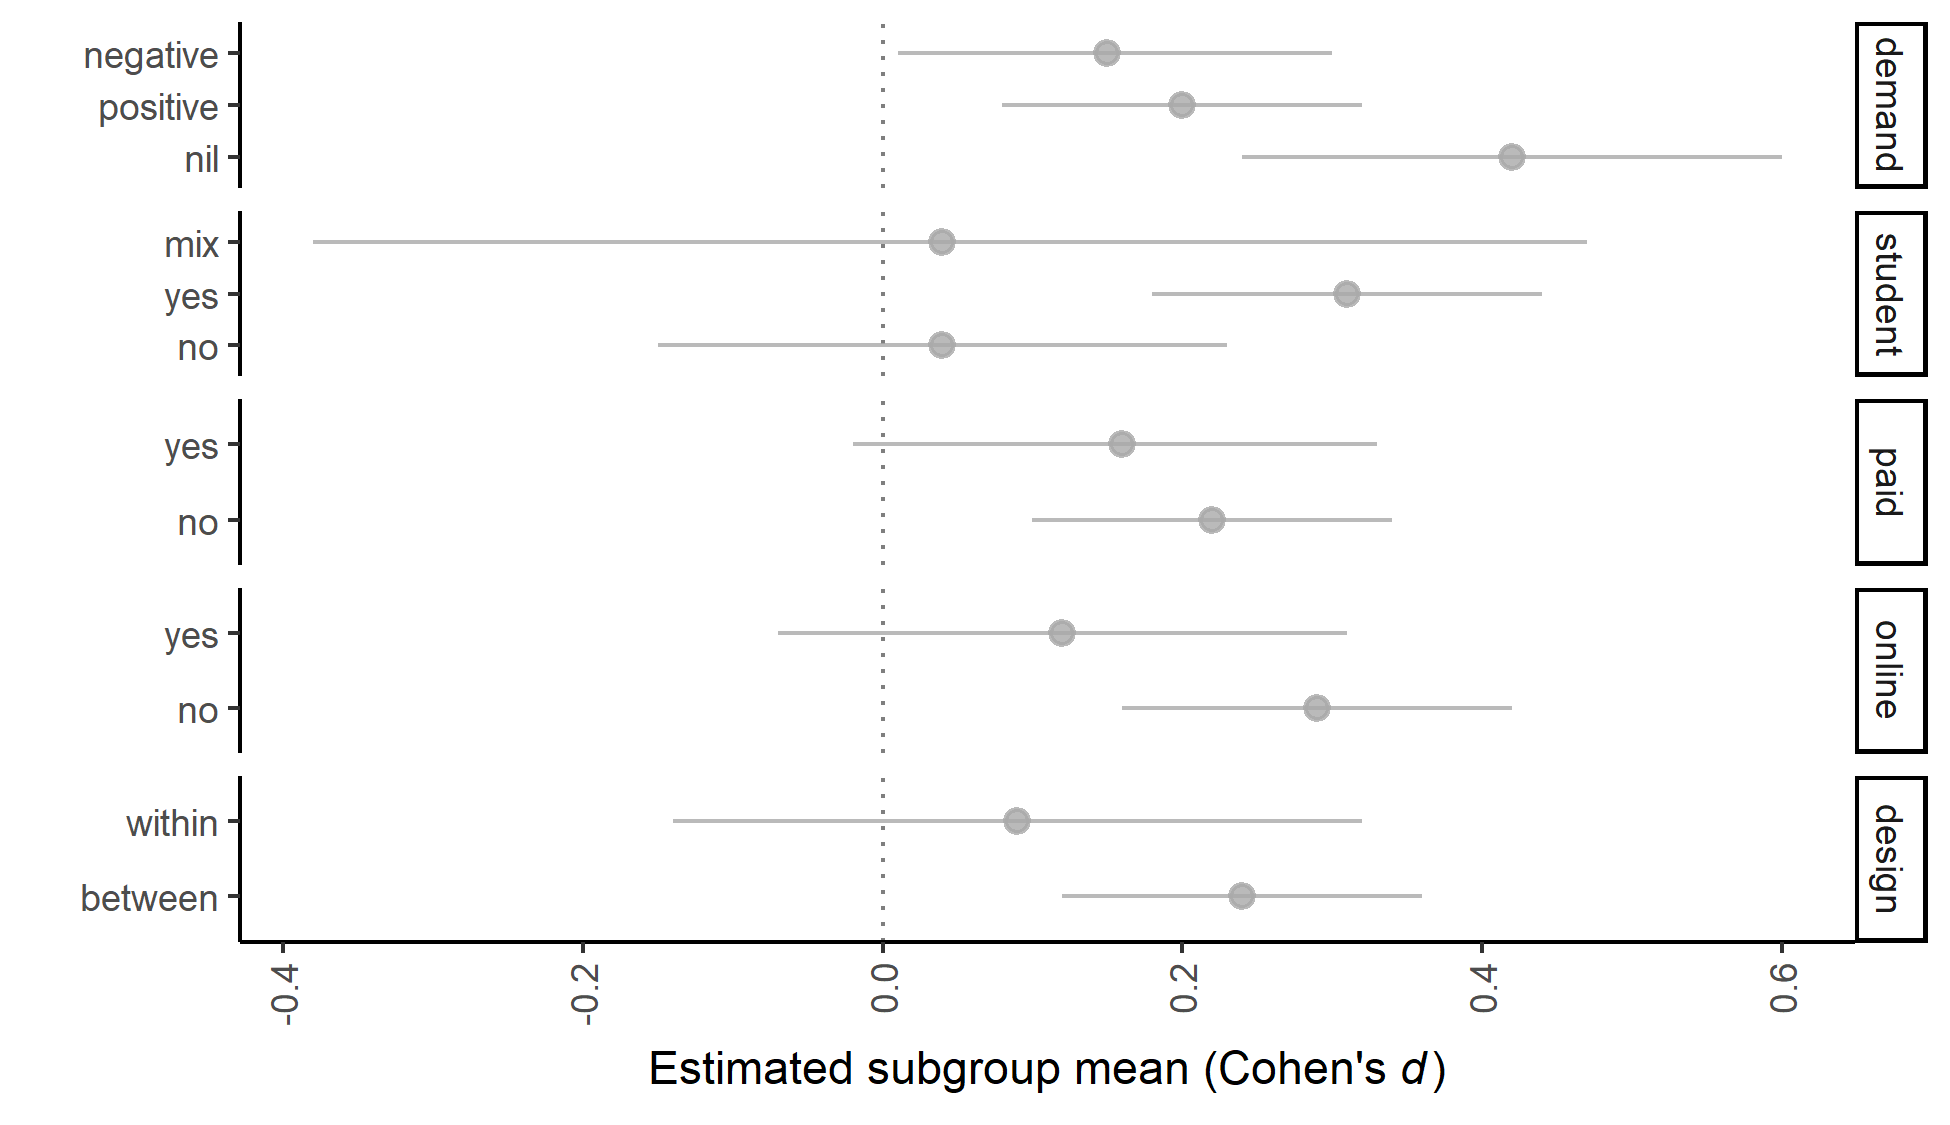 negative
positive
nil
demand
mix
yes
no
student
yes
no
paid
yes
no
online
within
between
design
-0.4
-0.2
0.0
0.2
0.4
0.6
Estimated subgroup mean (Cohen's d)